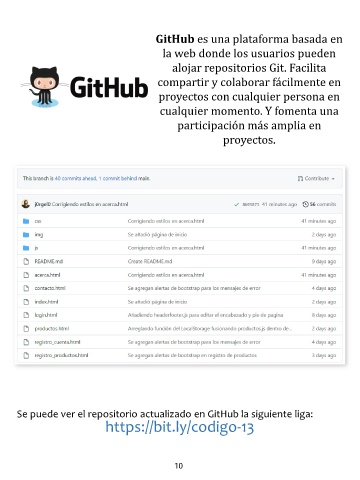 GitHub es una plataforma basada en
la web donde los usuarios pueden
alojar repositorios Git. Facilita
compartir y colaborar fácilmente en
proyectos con cualquier persona en
cualquier momento. Y fomenta una
participación más amplia en
proyectos.
GitHub
This branch is 40 commits ahead, 1 commit behind main. Contribute
Corrigiendo estilos en acerca.html 41 minutes ago 56 commits
css Corrigiendo estilos en acerca.html 41 minutes ago
img Se añadió página de inicio 2 days ago
js Corrigiendo estilos en acerca.html 41 minutes ago
README.md Create README.md 9 days ago
acerca.html Corrigiendo estilos en acerca.html 41 minutes ago
contacto.html Se agregan alertas de bootstrap para los mensajes de error 4 days ago
index.html Se añadió página de inicio 2 days ago
login.html Añadiendo headerfooter.js para editar el encabezado y pie de pagina 8 days ago
productos.html Arreglando función del LocalStorage fusionando productos.js dentro de... 2 days ago
registro_cuenta.html Se agregan alertas de bootstrap para los mensajes de error 4 days ago
registro_productos.html Se agregan alertas de bootstrap en registro de productos 3 days ago
Se puede ver el repositorio actualizado en GitHub la siguiente liga:
https://bit.ly/codigo-13
10